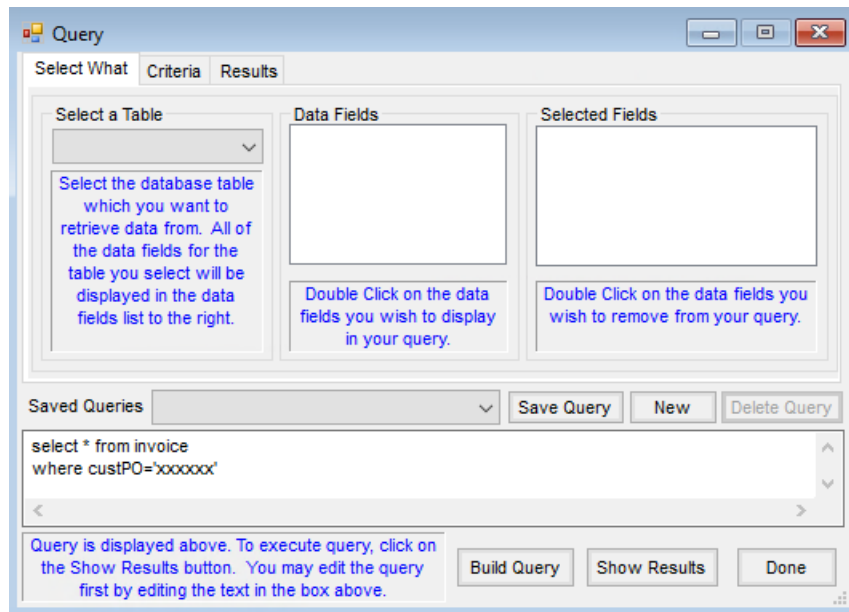 Query
Select What Criteria Results
Select a Table
Data Fields
Selected Fields
Select the database table
which you want to
retrieve data from. All of
the data fields for the
table you select will be
displayed in the data
fields list to the right.
Double Click on the data
fields you wish to display
in your query.
Double Click on the data fields you
wish to remove from your query.
Saved Queries Save Query New Delete Query
select * from invoice
where custPO='xxxxxx'
Query is displayed above. To execute query, click on
the Show Results button. You may edit the query
first by editing the text in the box above.
Build Query Show Results Done